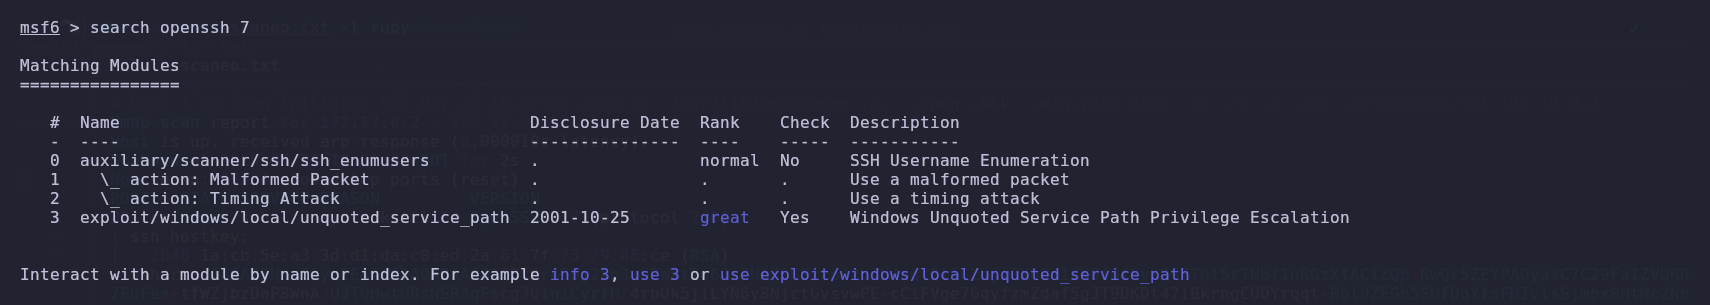 msf6 > search openssh 7
Matching Modules
================
   #  Name                                     Disclosure Date  Rank    Check  Description
   -  ----                                     ---------------  ----    -----  -----------
   0  auxiliary/scanner/ssh/ssh_enumusers      .                normal  No     SSH Username Enumeration
   1    \_ action: Malformed Packet            .                .       .      Use a malformed packet
   2    \_ action: Timing Attack               .                .       .      Use a timing attack
   3  exploit/windows/local/unquoted_service_path  2001-10-25   great   Yes    Windows Unquoted Service Path Privilege Escalation
Interact with a module by name or index. For example info 3, use 3 or use exploit/windows/local/unquoted_service_path